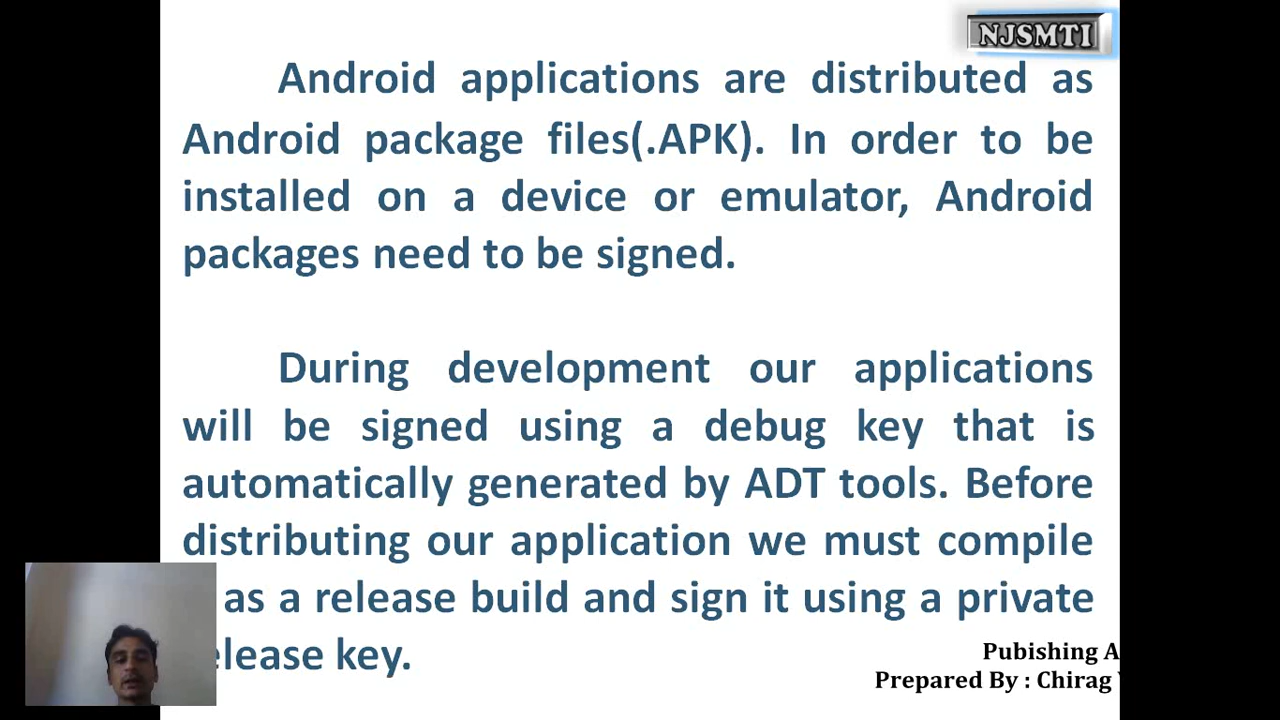 NJSMTI
Android applications are distributed as
Android package files(.APK). In order to be
installed on a device or emulator, Android
packages need to be signed.
During development our applications
will be signed using a debug key that is
automatically generated by ADT tools. Before
distributing our application we must compile
as a release build and sign it using a private
elease key.
Pubishing A
Prepared By : Chirag